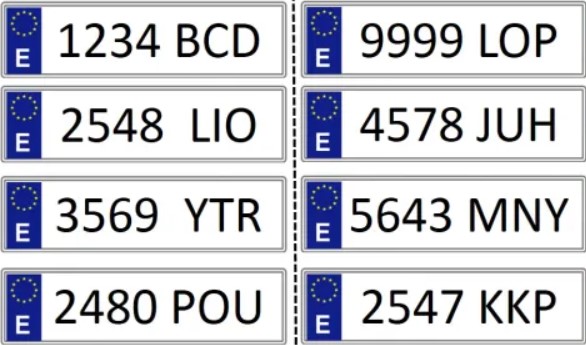 E 1234 BCD
E 9999 LOP
E 2548 LIO
E 4578 JUH
E 3569 YTR
E 5643 MNY
E 2480 POU
E 2547 KKP